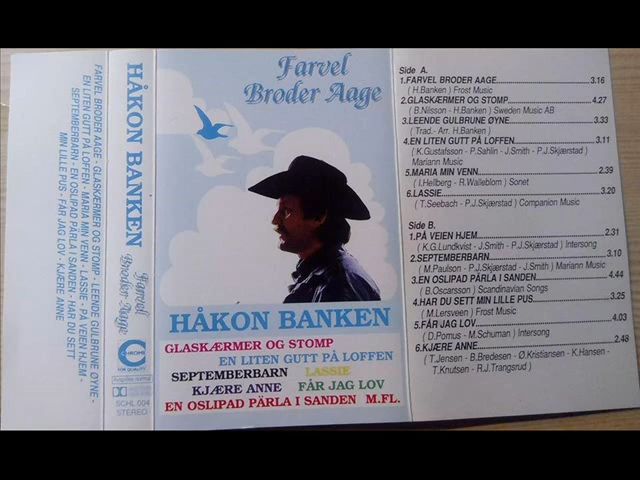 FARVEL BRODER AAGE - GLASKÆRMER OG STOMP - LEENDE GULBRUNE ØYNE -
EN LITEN GUTT PÅ LOFFEN - MARIA MIN VENN - LASSIE - PÅ VEIEN HJEM -
SEPTEMBERBARN - EN OSLIPAD PÄRLA I SANDEN - HAR DU SETT
MIN LILLE PUS - FÅR JAG LOV - KJÆRE ANNE
HÅKON BANKEN
Farvel
Broder Aage
CHROME
FOR QUALITY
SCHL 004
STEREO
Farvel
Broder Aage
HÅKON BANKEN
GLASKÆRMER OG STOMP
EN LITEN GUTT PÅ LOFFEN
SEPTEMBERBARN LASSIE
KJÆRE ANNE FÅR JAG LOV
EN OSLIPAD PÄRLA I SANDEN M.FL.
Side A.
1.FARVEL BRODER AAGE 3.16
( H.Banken ) Frost Music
2.GLASKÆRMER OG STOMP 4.27
( B.Nilsson - H.Banken ) Sweden Music AB
3.LEENDE GULBRUNE ØYNE 3.33
( Trad.- Arr. H.Banken )
4.EN LITEN GUTT PÅ LOFFEN 3.11
( K.Gustafsson - P.Sahlin - J.Smith - P.J.Skjærstad )
Mariann Music
5.MARIA MIN VENN 2.39
( I.Hellberg - R.Walleblom ) Sonet
6.LASSIE 3.20
( T.Seebach - P.J.Skjærstad ) Companion Music
Side B.
1.PÅ VEIEN HJEM 2.31
( K.G.Lundkvist - J.Smith - P.J.Skjærstad ) Intersong
2.SEPTEMBERBARN 3.10
( M.Paulson - P.J.Skjærstad - J.Smith ) Mariann Music
3.EN OSLIPAD PÄRLA I SANDEN 4.44
( B.Oscarsson ) Scandinavian Songs
4.HAR DU SETT MIN LILLE PUS 3.25
( M.Lersveen ) Frost Music
5.FÅR JAG LOV 4.03
( D.Pomus - M.Schuman ) Intersong
6.KJÆRE ANNE 2.48
( T.Jensen - B.Bredesen - Ø.Kristiansen - K.Hansen -
T.Knutsen - R.J.Trangsrud )